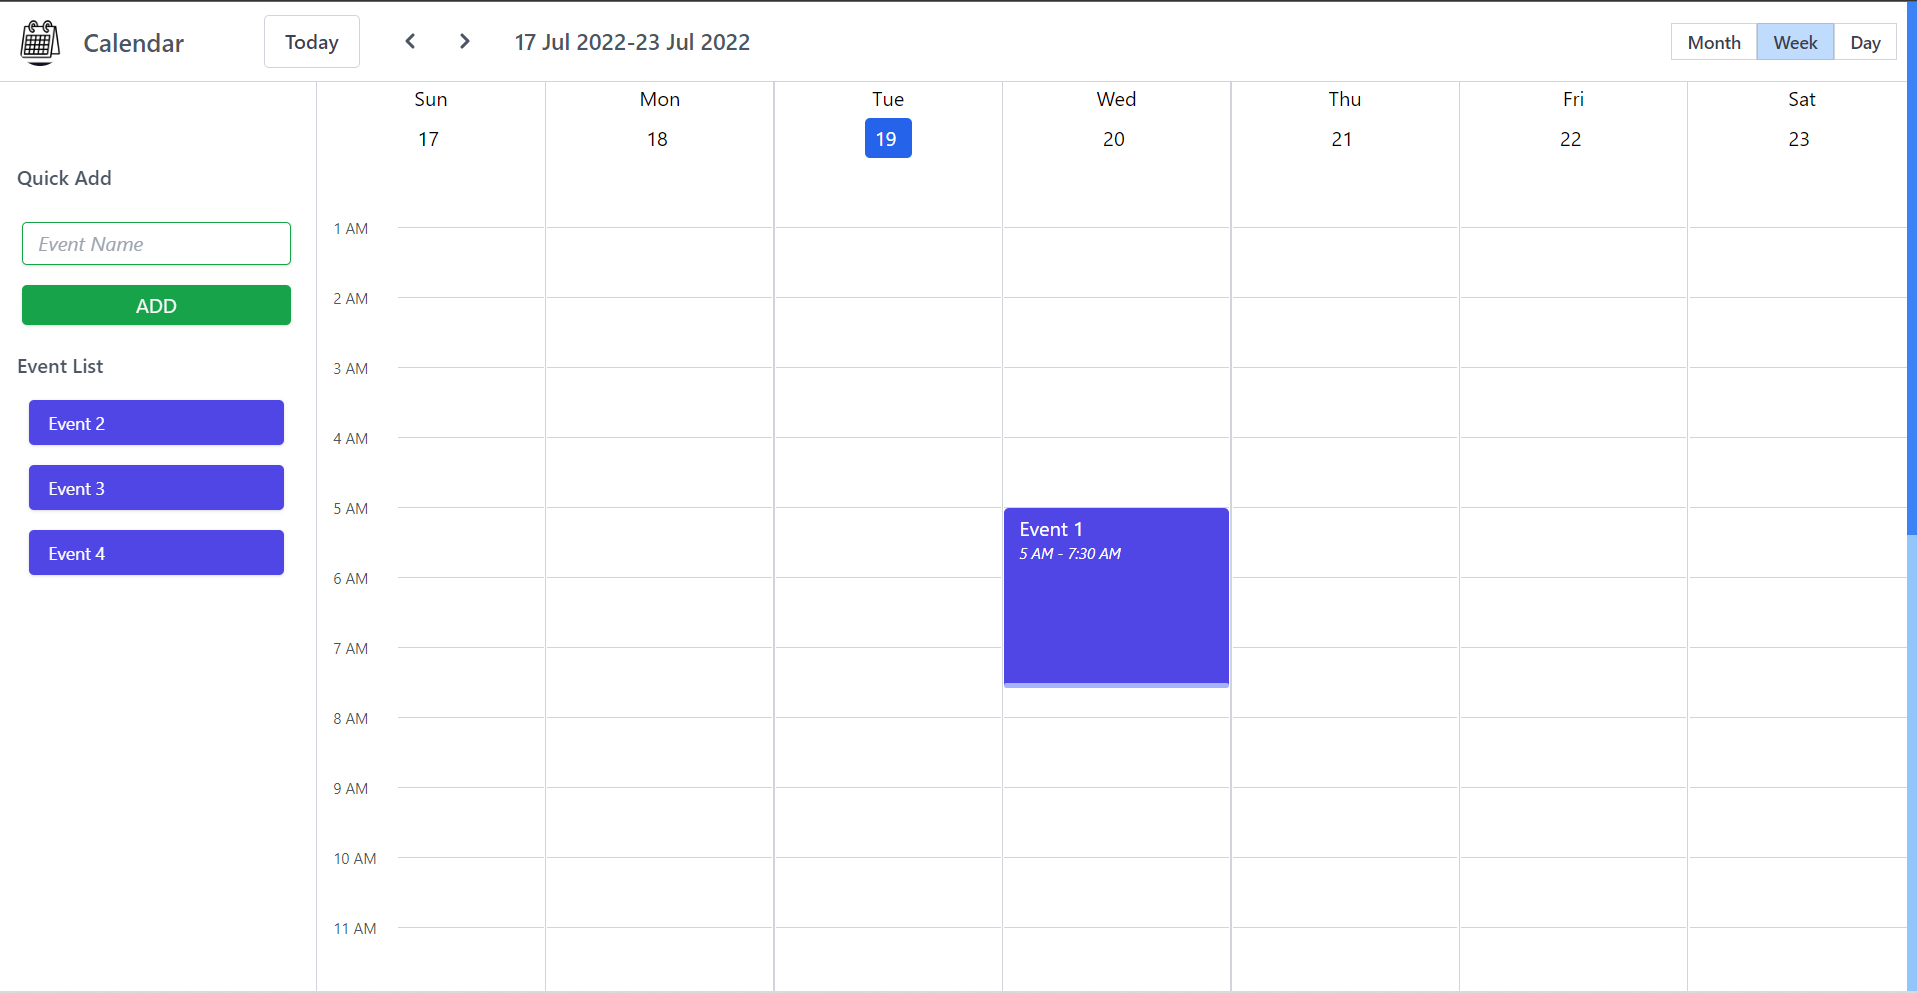 Calendar
Today
17 Jul 2022-23 Jul 2022
Month Week Day
Sun Mon Tue Wed Thu Fri Sat
17 18 19 20 21 22 23
Quick Add
Event Name
ADD
Event List
Event 2
Event 3
Event 4
1 AM
2 AM
3 AM
4 AM
5 AM
Event 1
5 AM - 7:30 AM
6 AM
7 AM
8 AM
9 AM
10 AM
11 AM